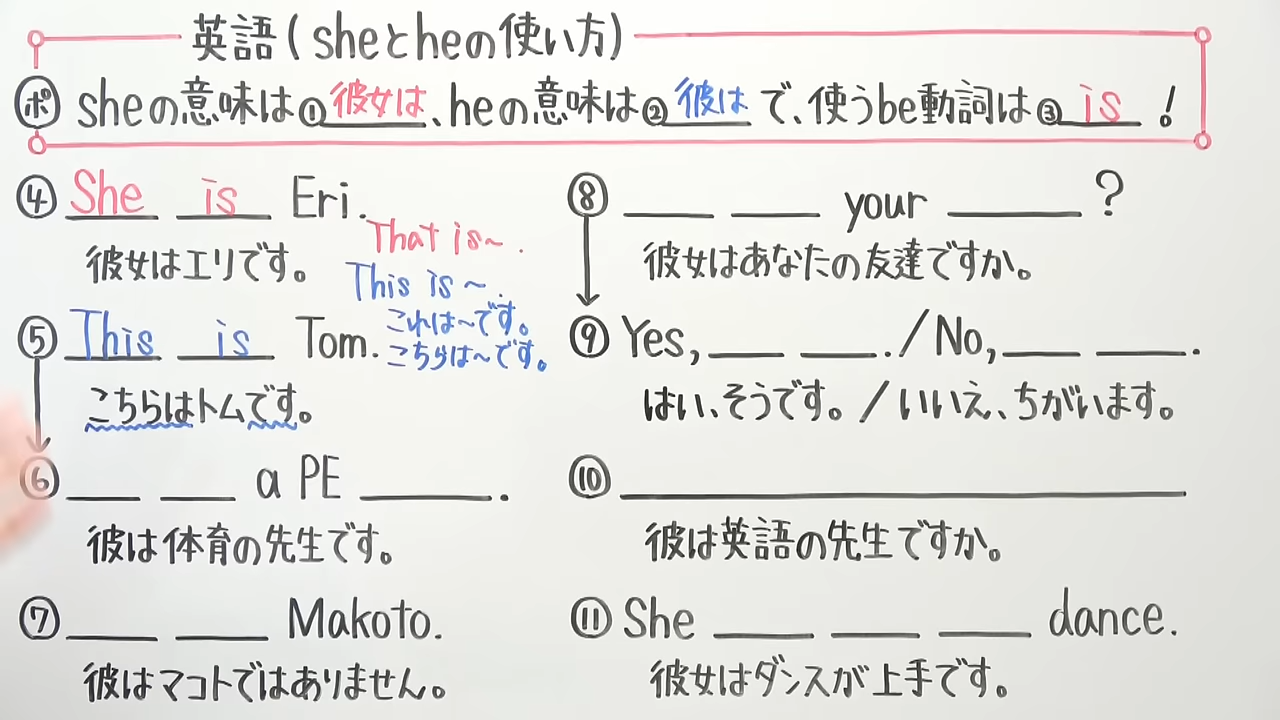 英語(sheとheの使い方)
ポ sheの意味は①彼女は、heの意味は②彼はで、使うbe動詞は③is!
④ She is Eri.
彼女はエリです。
That is~.
This is~.
これは~です。
こちらは~です。
⑤ This is Tom.
こちらはトムです。
⑥ ___ ___ a PE ___.
彼は体育の先生です。
⑦ ___ ___ Makoto.
彼はマコトではありません。
⑧ ___ ___ your ___?
彼女はあなたの友達ですか。
⑨ Yes, ___ ___./No, ___ ___.
はい、そうです。/いいえ、ちがいます。
⑩ ___
彼は英語の先生ですか。
⑪ She ___ ___ ___ dance.
彼女はダンスが上手です。